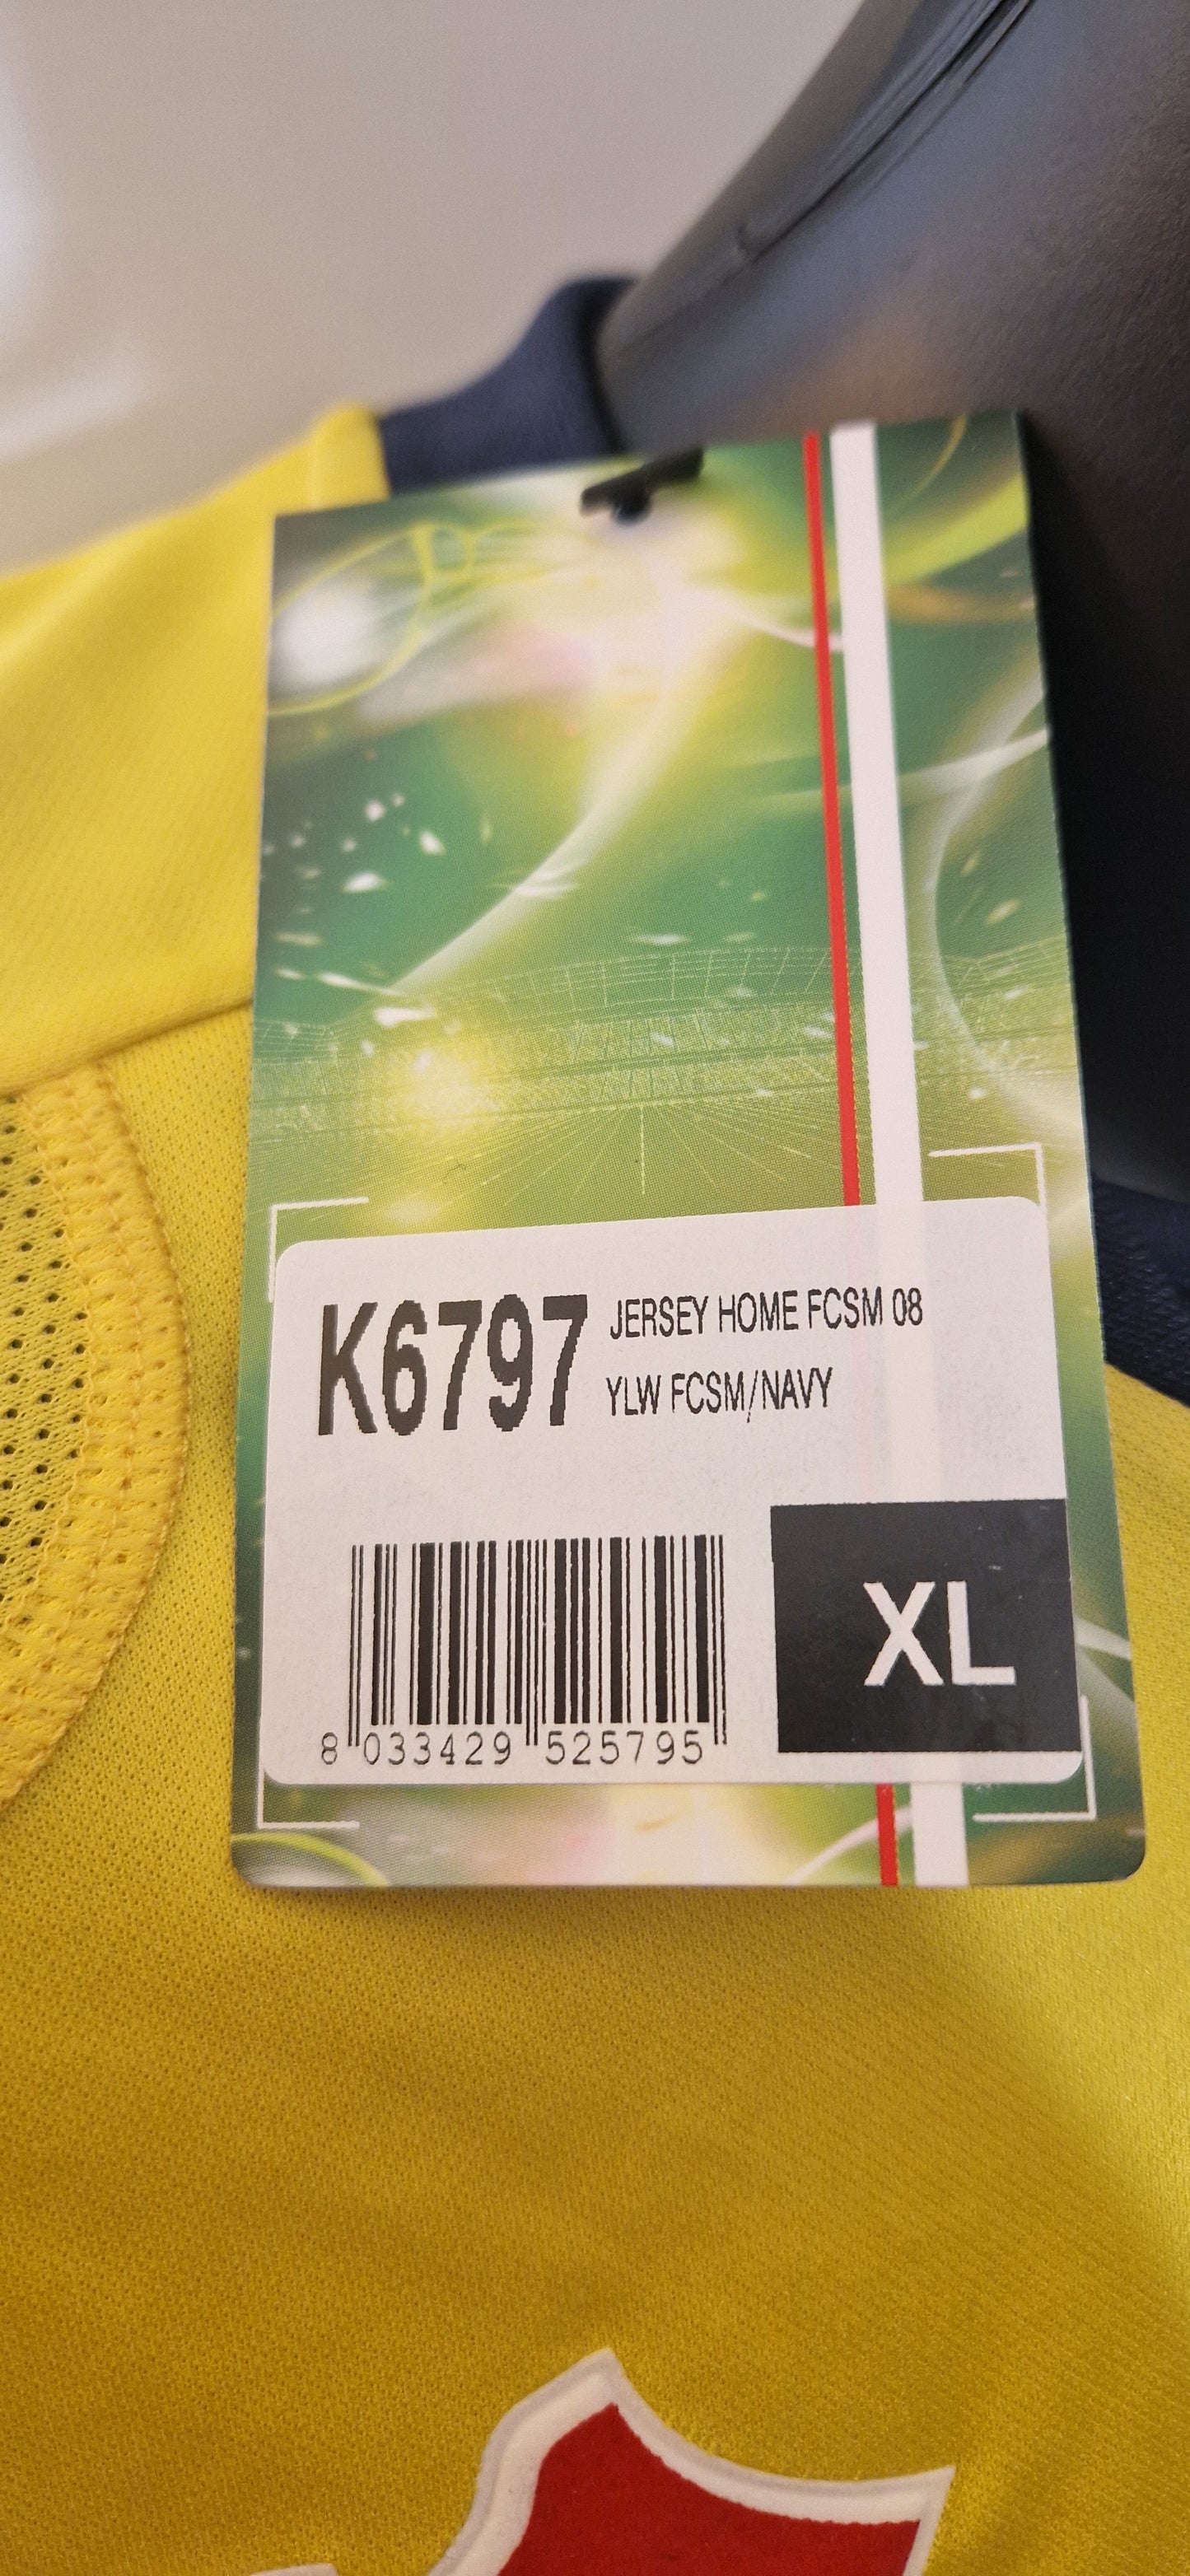 K6797
JERSEY HOME FCSM 08
YLW FCSM/NAVY
XL
8 033429 525795